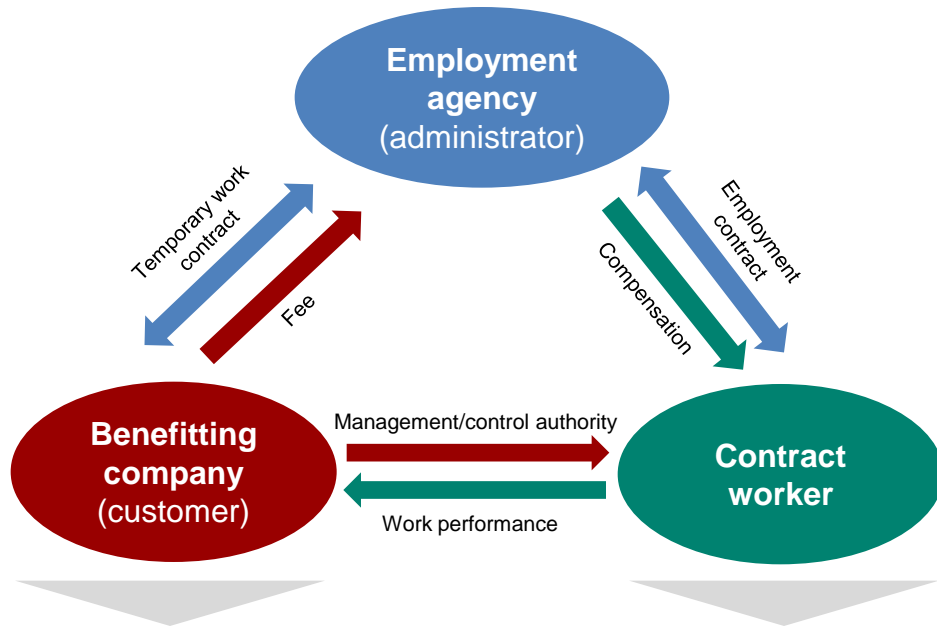 Employment
agency
(administrator)
Temporary work
contract
Fee
Employment
contract
Compensation
Benefitting
company
(customer)
Management/control authority
Work performance
Contract
worker